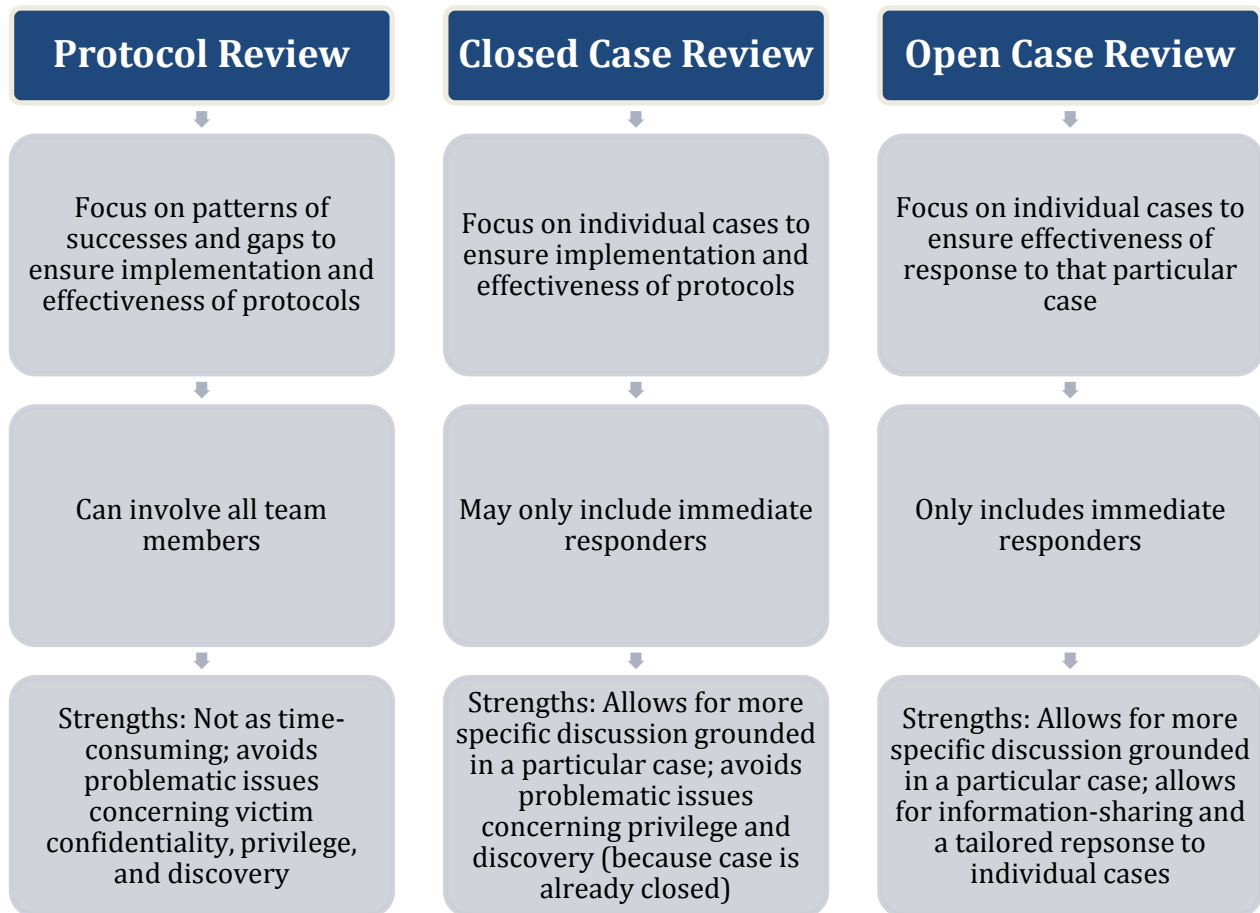 Protocol Review
Focus on patterns of
successes and gaps to
ensure implementation and
effectiveness of protocols
Can involve all team
members
Strengths: Not as time-
consuming; avoids
problematic issues
concerning victim
confidentiality, privilege,
and discovery
Closed Case Review
Focus on individual cases to
ensure implementation and
effectiveness of protocols
May only include immediate
responders
Strengths: Allows for more
specific discussion grounded
in a particular case; avoids
problematic issues
concerning privilege and
discovery (because case is
already closed)
Open Case Review
Focus on individual cases to
ensure effectiveness of
response to that particular
case
Only includes immediate
responders
Strengths: Allows for more
specific discussion grounded
in a particular case; allows
for information-sharing and
a tailored repsonse to
individual cases